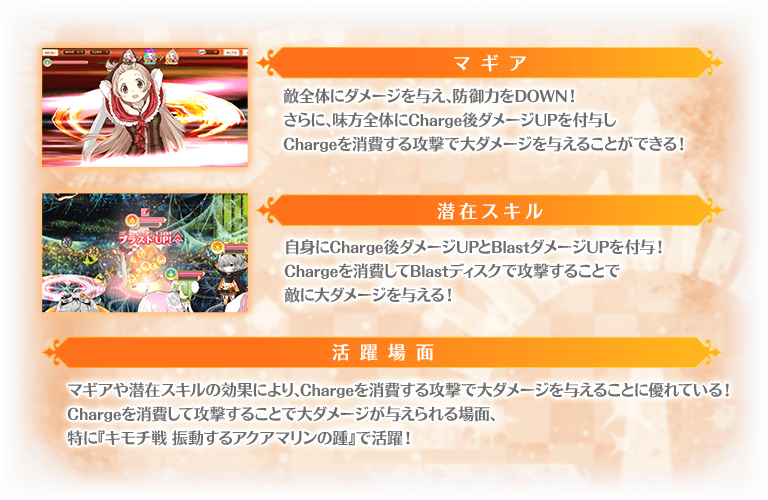 MENU
AUTO
マギア
敵全体にダメージを与え、防御力をDOWN！
さらに、味方全体にCharge後ダメージUPを付与し
Chargeを消費する攻撃で大ダメージを与えることができる！
ブラストUP!
潜在スキル
自身にCharge後ダメージUPとBlastダメージUPを付与！
Chargeを消費してBlastディスクで攻撃することで
敵に大ダメージを与える！
活躍場面
マギアや潜在スキルの効果により、Chargeを消費する攻撃で大ダメージを与えることに優れている！
Chargeを消費して攻撃することで大ダメージが与えられる場面、
特に『キモチ戦 振動するアクアマリンの踵』で活躍！